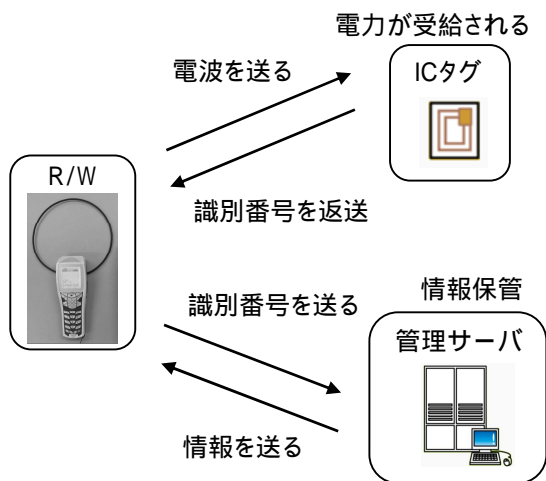 電力が受給される
電波を送る
ICタグ
R/W
識別番号を返送
識別番号を送る
情報保管
管理サーバ
情報を送る